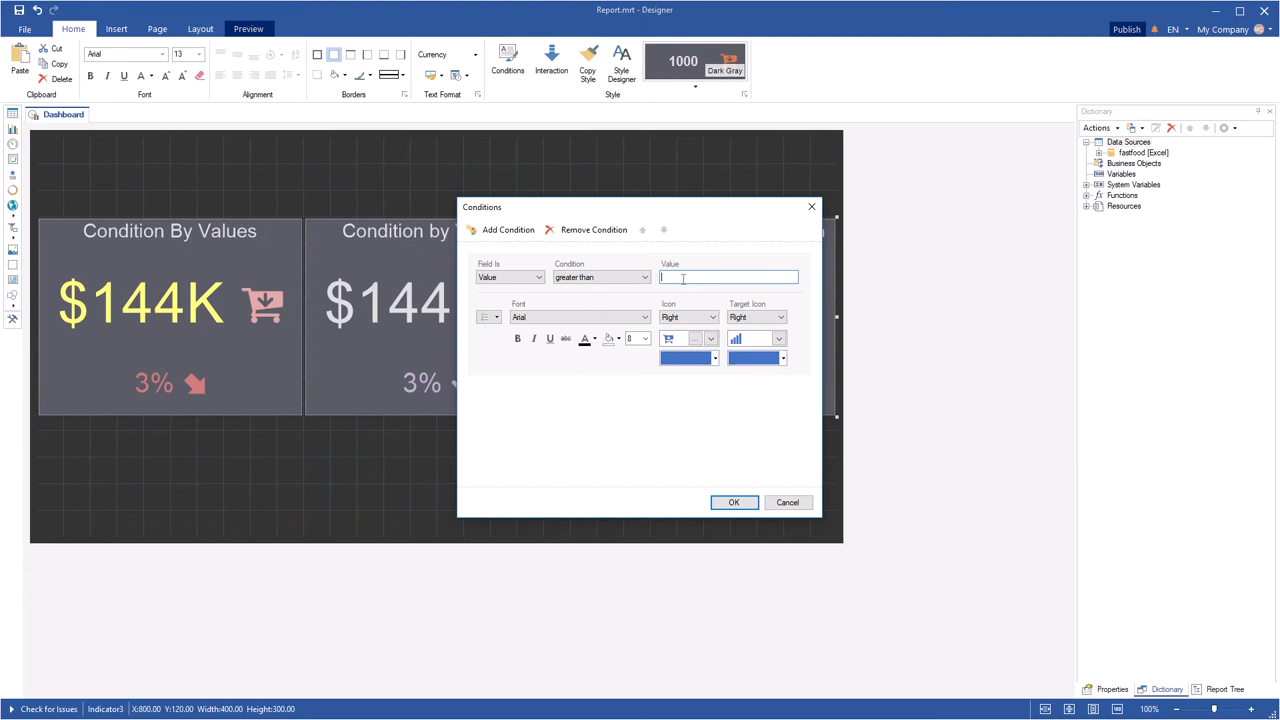 Report.mrt - Designer
File
Home
Insert
Page
Layout
Preview
Publish
EN
My Company
Paste
Cut
Copy
Delete
Clipboard
Arial
13
B I U A
Font
Alignment
Borders
Currency
Text Format
Conditions
Interaction
Copy
Style
Style
Designer
1000
Dark Gray
Style
Dashboard
Dictionary
Actions
Data Sources
fastfood [Excel]
Business Objects
Variables
System Variables
Functions
Resources
Condition By Values
$144K
3%
Condition by
$144
3%
Conditions
Add Condition
Remove Condition
Field Is
Condition
Value
Value
greater than
Font
Icon
Target Icon
Arial
Right
Right
B I U abc A
8
OK
Cancel
Properties
Dictionary
Report Tree
Check for Issues
Indicator3
X:800.00 Y:120.00 Width:400.00 Height:300.00
100%